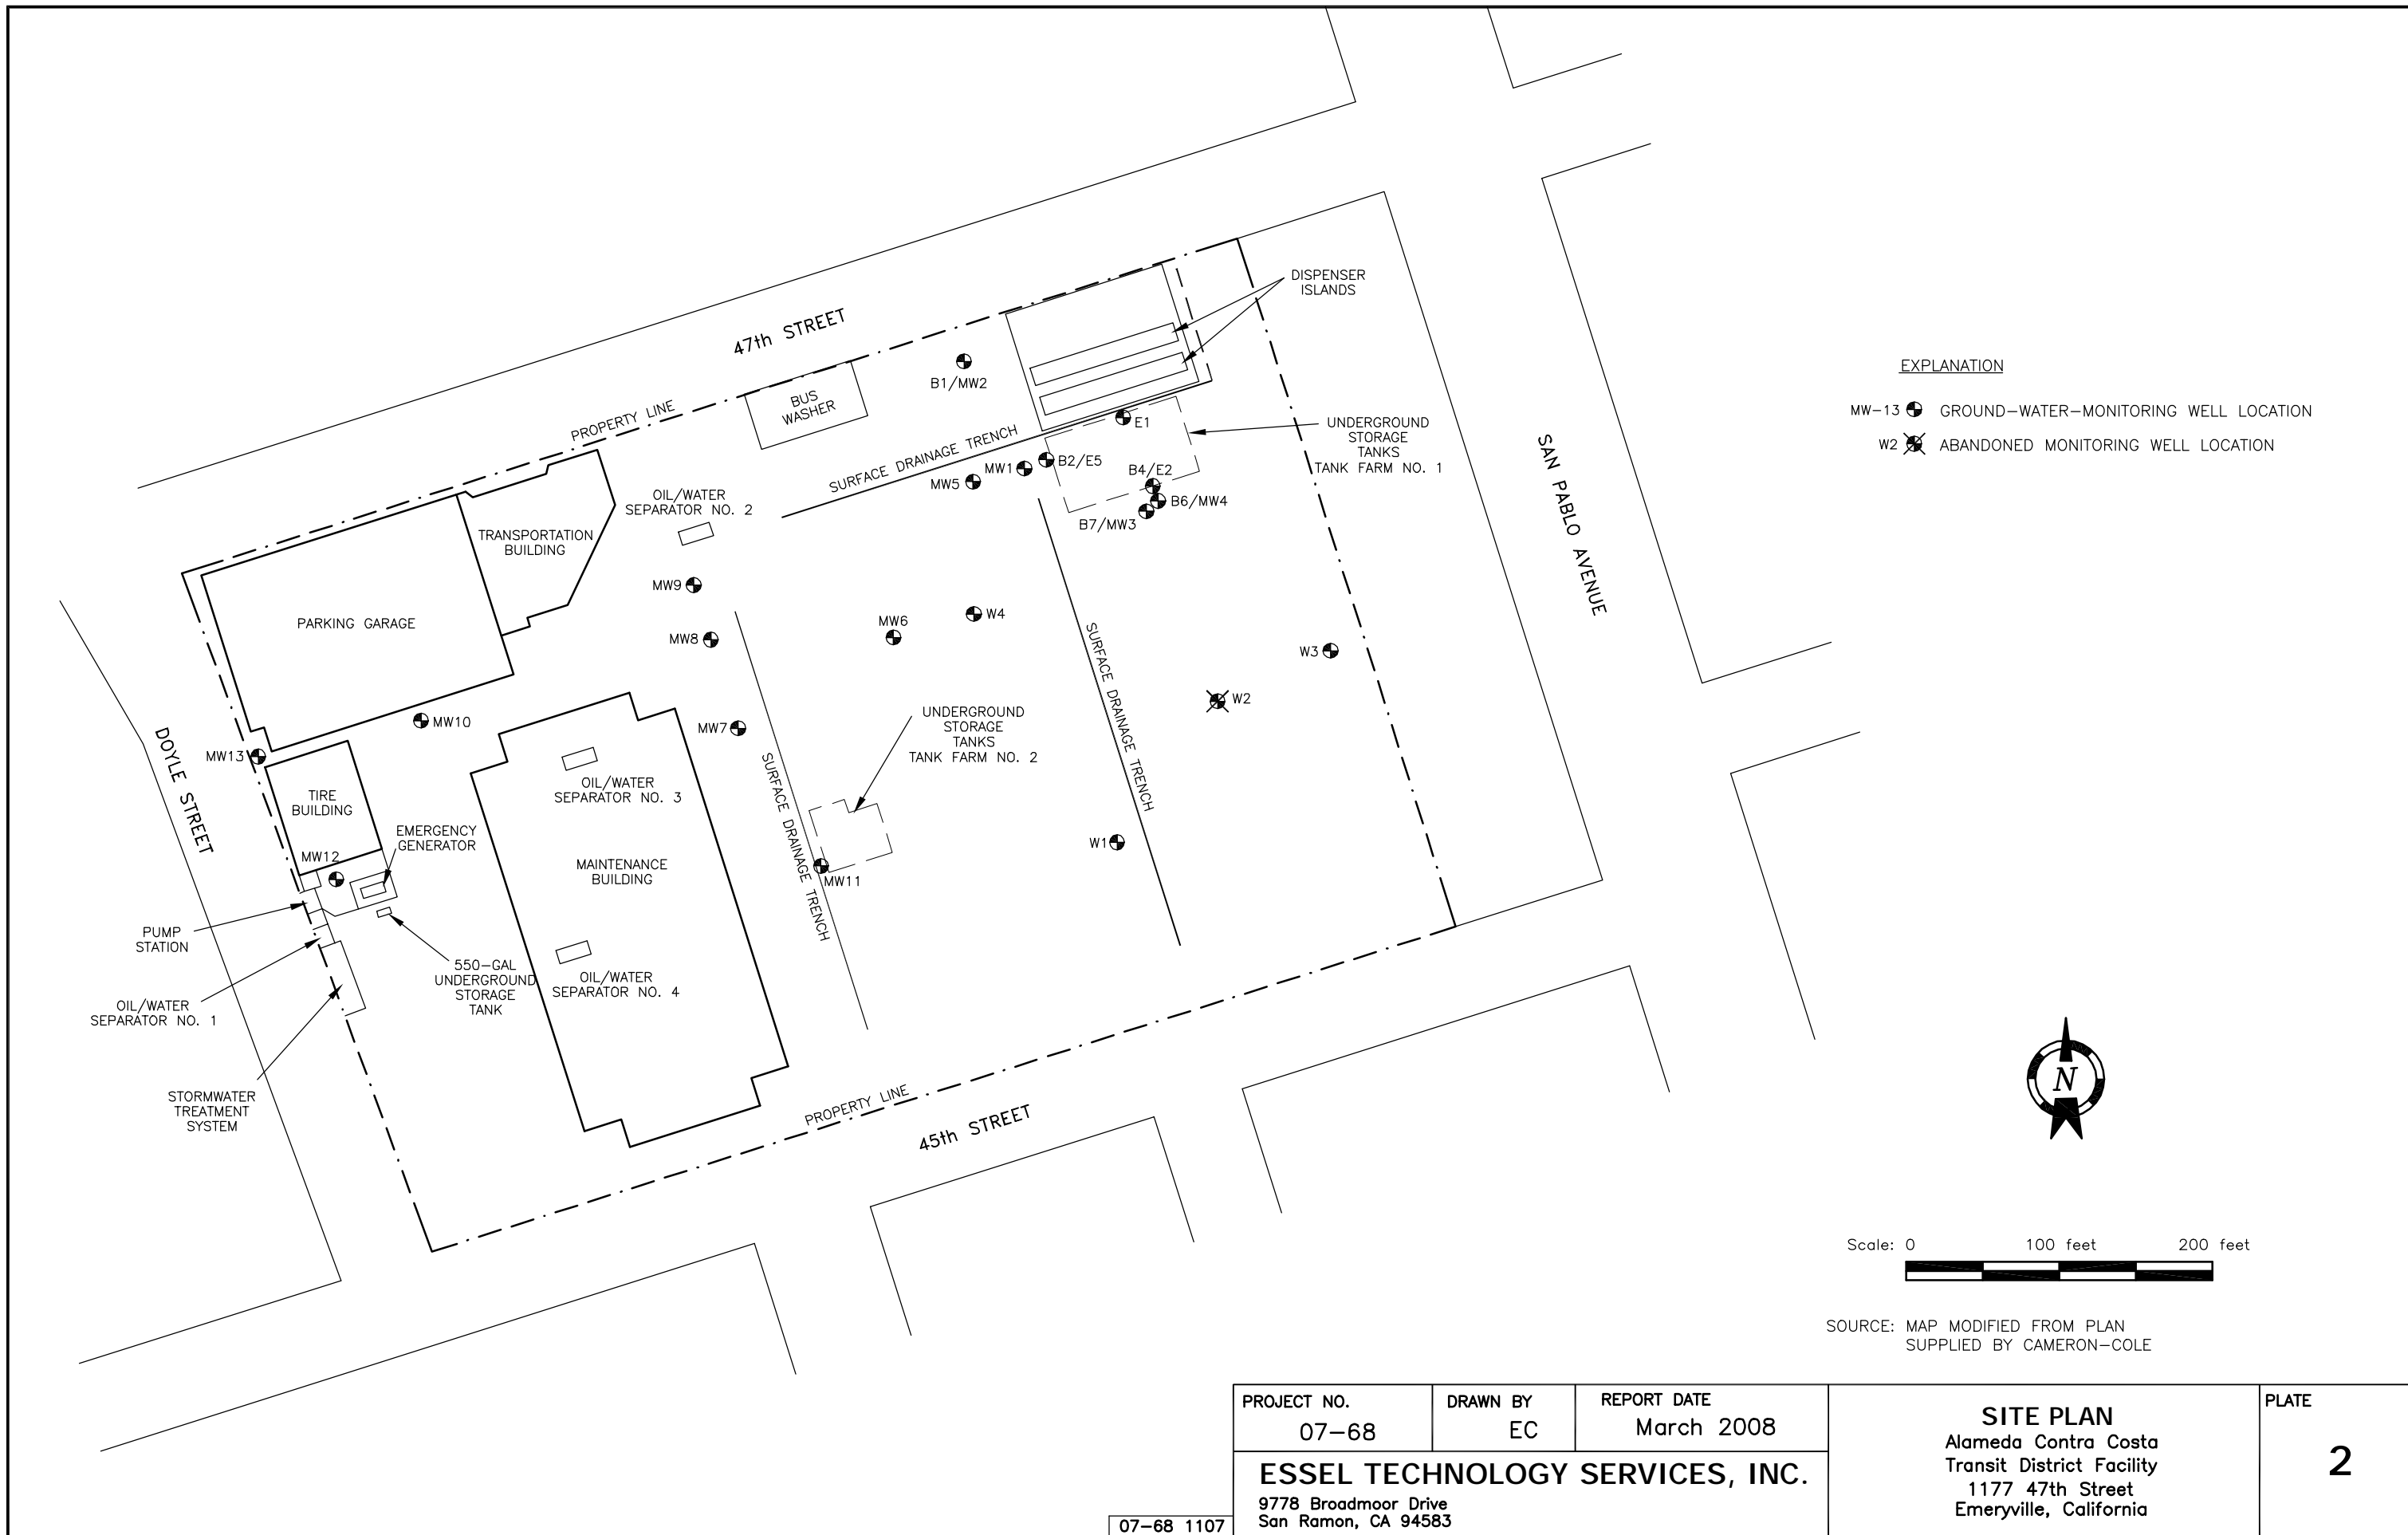 47th STREET
PROPERTY LINE
BUS
WASHER
B1/MW2
DISPENSER
ISLANDS
E1
SURFACE DRAINAGE TRENCH
UNDERGROUND
STORAGE
TANKS
TANK FARM NO. 1
MW1
B2/E5
MW5
B4/E2
B6/MW4
B7/MW3
OIL/WATER
SEPARATOR NO. 2
TRANSPORTATION
BUILDING
PARKING GARAGE
MW9
MW8
MW6
W4
SURFACE DRAINAGE TRENCH
W3
W2
SAN PABLO AVENUE
MW10
MW7
UNDERGROUND
STORAGE
TANKS
TANK FARM NO. 2
DOYLE STREET
MW13
TIRE
BUILDING
OIL/WATER
SEPARATOR NO. 3
SURFACE DRAINAGE TRENCH
EMERGENCY
GENERATOR
MW12
MAINTENANCE
BUILDING
MW11
W1
PUMP
STATION
550-GAL
UNDERGROUND
STORAGE
TANK
OIL/WATER
SEPARATOR NO. 4
OIL/WATER
SEPARATOR NO. 1
STORMWATER
TREATMENT
SYSTEM
PROPERTY LINE
45th STREET
EXPLANATION
MW-13 GROUND-WATER-MONITORING WELL LOCATION
W2 ABANDONED MONITORING WELL LOCATION
N
Scale: 0 100 feet 200 feet
SOURCE: MAP MODIFIED FROM PLAN
SUPPLIED BY CAMERON-COLE
PROJECT NO.
07-68
DRAWN BY
EC
REPORT DATE
March 2008
ESSEL TECHNOLOGY SERVICES, INC.
9778 Broadmoor Drive
San Ramon, CA 94583
07-68 1107
SITE PLAN
Alameda Contra Costa
Transit District Facility
1177 47th Street
Emeryville, California
PLATE
2